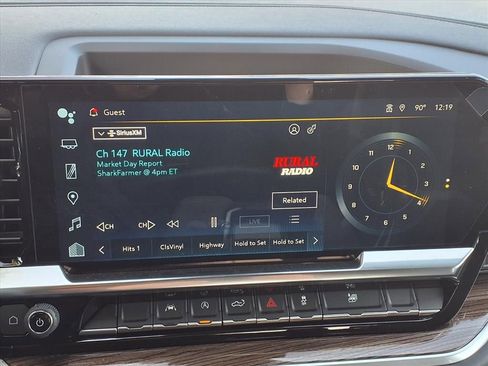 Guest 90° 12:19
SiriusXM
Ch 147 RURAL Radio
Market Day Report
SharkFarmer @ 4pm ET
RURAL
RADIO
Related
CH CH LIVE
Hits 1 ClsVinyl Highway Hold to Set Hold to Set
12
1
2
3
4
5
6
7
8
9
10
11